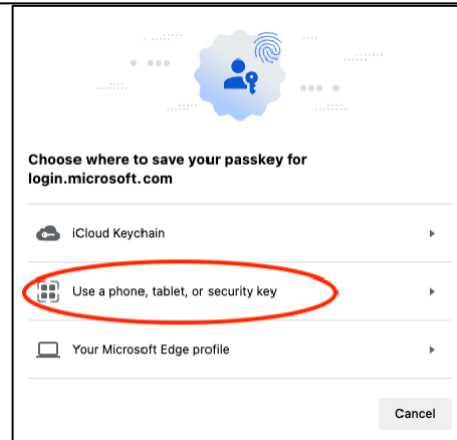 Choose where to save your passkey for
login.microsoft.com
iCloud Keychain
Use a phone, tablet, or security key
Your Microsoft Edge profile
Cancel